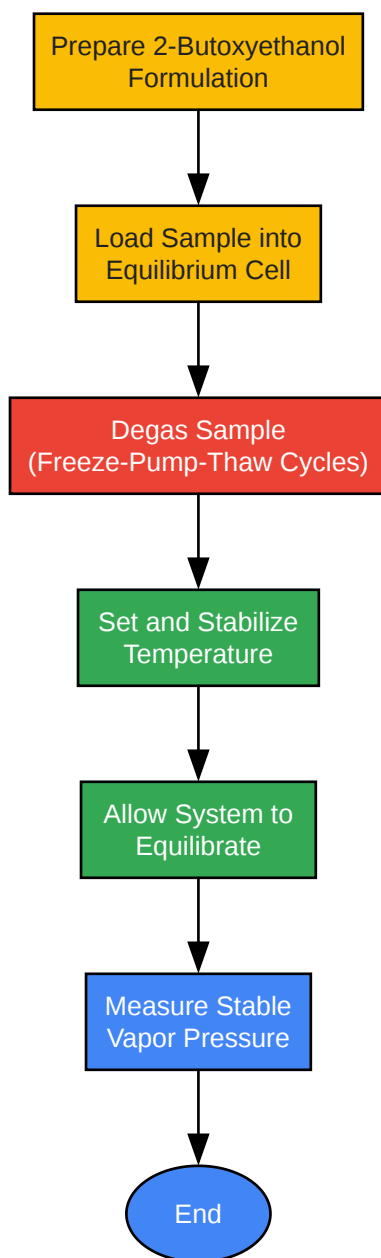 Prepare 2-Butoxyethanol
Formulation
Load Sample into
Equilibrium Cell
Degas Sample
(Freeze-Pump-Thaw Cycles)
Set and Stabilize
Temperature
Allow System to
Equilibrate
Measure Stable
Vapor Pressure
End